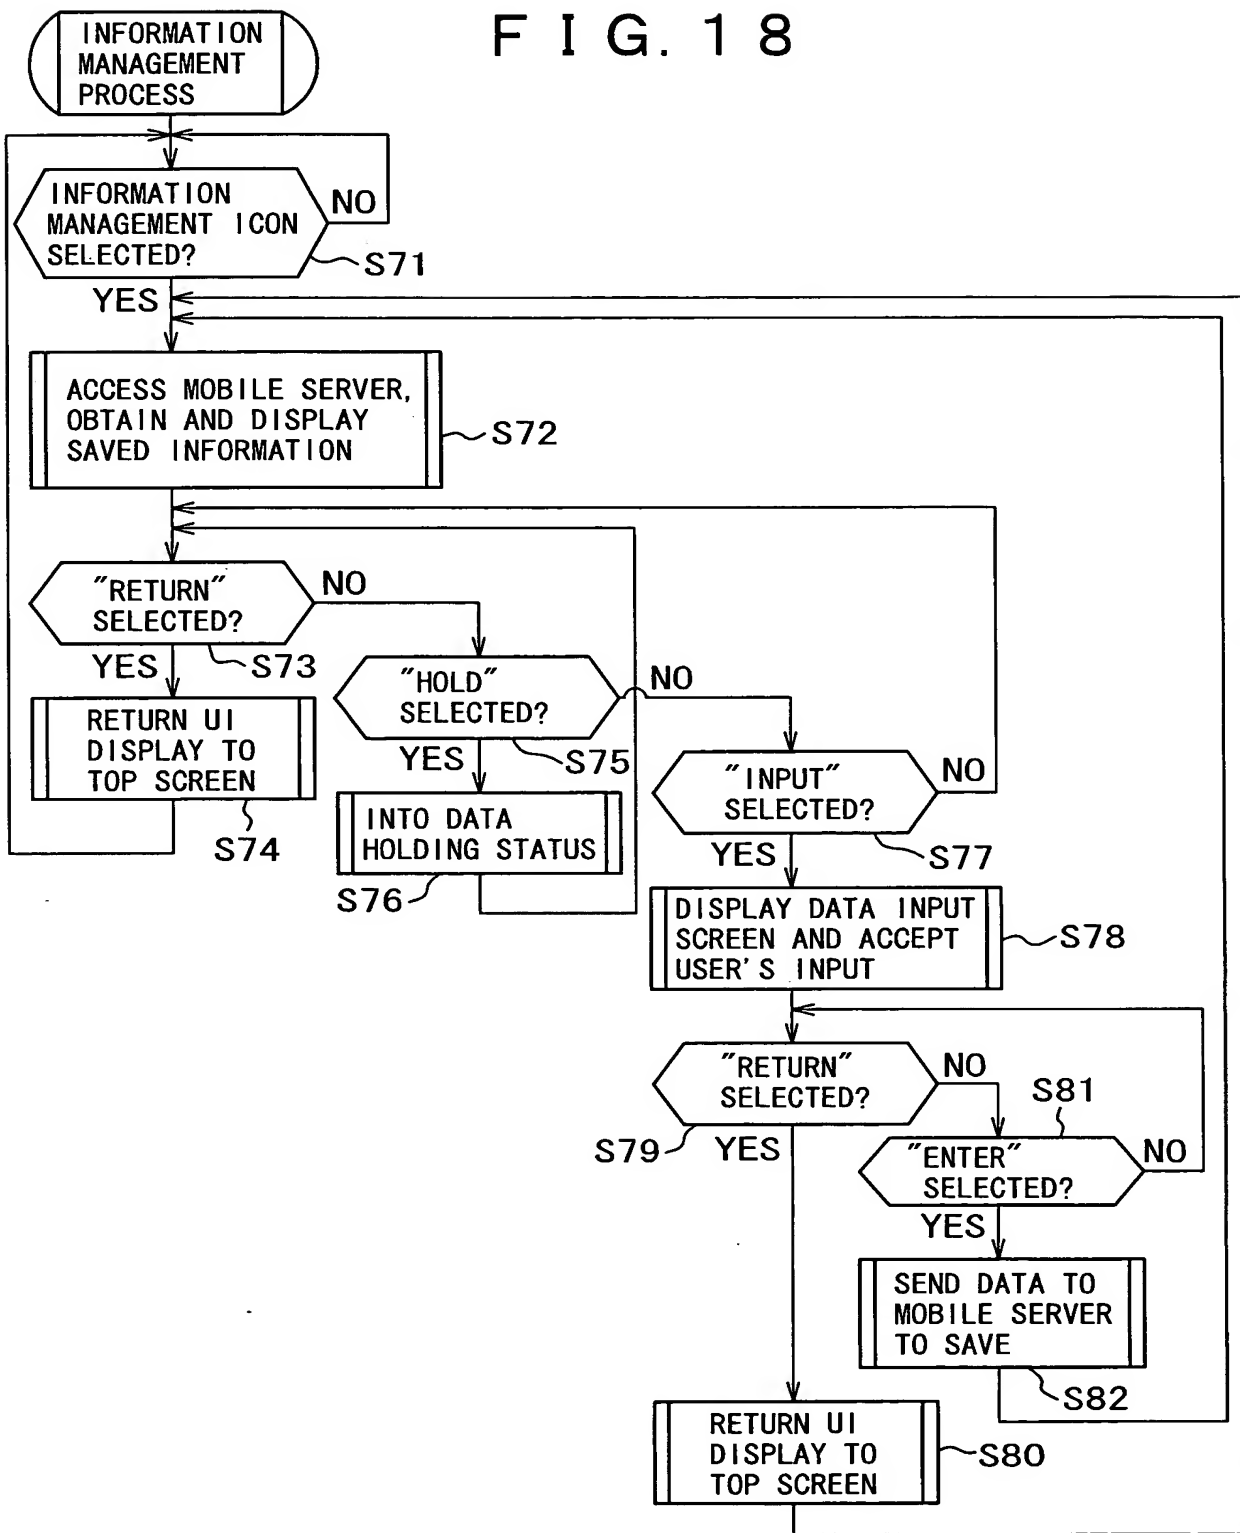 FIG. 18
INFORMATION
MANAGEMENT
PROCESS
INFORMATION
MANAGEMENT ICON
SELECTED?
NO
S71
YES
ACCESS MOBILE SERVER,
OBTAIN AND DISPLAY
SAVED INFORMATION
S72
"RETURN"
SELECTED?
NO
YES
S73
RETURN UI
DISPLAY TO
TOP SCREEN
S74
"HOLD"
SELECTED?
NO
YES
S75
INTO DATA
HOLDING STATUS
S76
"INPUT"
SELECTED?
NO
YES
S77
DISPLAY DATA INPUT
SCREEN AND ACCEPT
USER'S INPUT
S78
"RETURN"
SELECTED?
NO
S79
YES
S81
"ENTER"
SELECTED?
NO
YES
SEND DATA TO
MOBILE SERVER
TO SAVE
S82
RETURN UI
DISPLAY TO
TOP SCREEN
S80